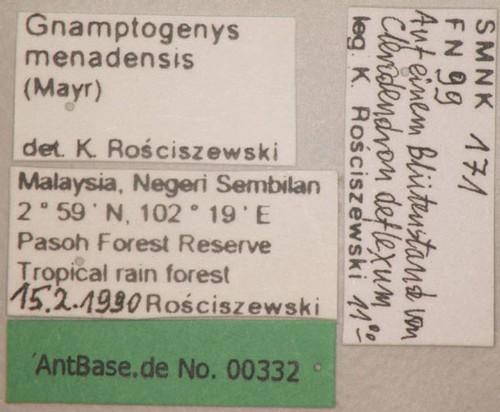 Gnamptogenys
menadensis
(Mayr)
det. K. Rościszewski
Malaysia, Negeri Sembilan
2 ° 59 ' N, 102 ° 19 ' E
Pasoh Forest Reserve
Tropical rain forest
15.2.1990 Rościszewski
AntBase.de No. 00332
SMNK 171
FN 99
Auf einem Blütenstand von
Clerodendron deflexum
leg. K. Rościszewski 11°°